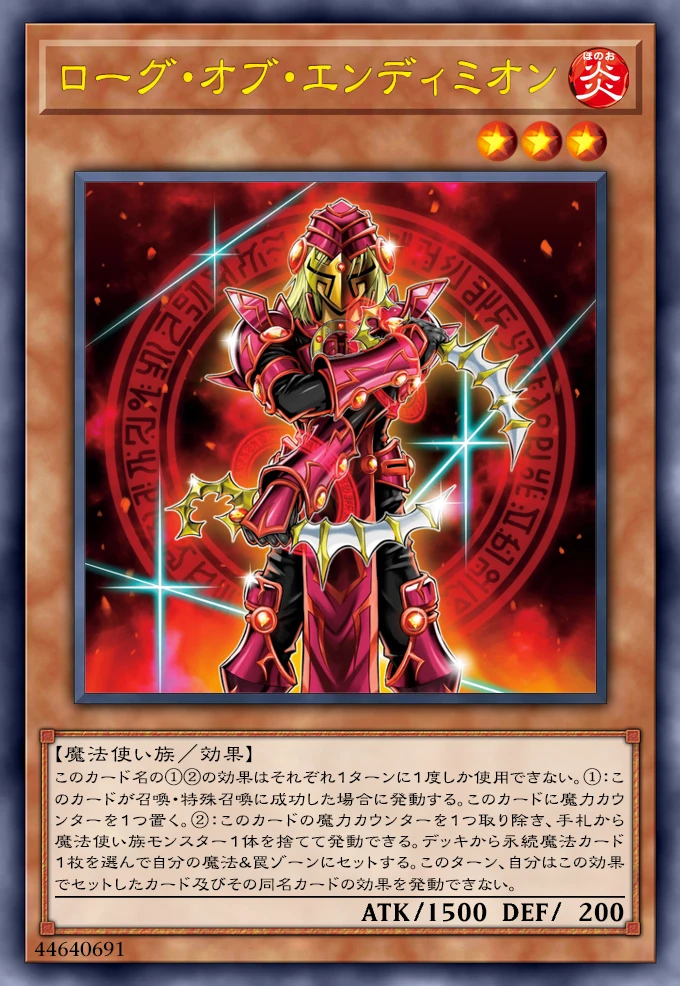 ローグ・オブ・エンディミオン
ほのお
炎
【魔法使い族／効果】
このカード名の①②の効果はそれぞれ1ターンに1度しか使用できない。①：こ
のカードが召喚・特殊召喚に成功した場合に発動する。このカードに魔力カウ
ンターを1つ置く。②：このカードの魔力カウンターを1つ取り除き、手札から
魔法使い族モンスター1体を捨てて発動できる。デッキから永続魔法カード
1枚を選んで自分の魔法&罠ゾーンにセットする。このターン、自分はこの効果
でセットしたカード及びその同名カードの効果を発動できない。
ATK/1500 DEF/ 200
44640691